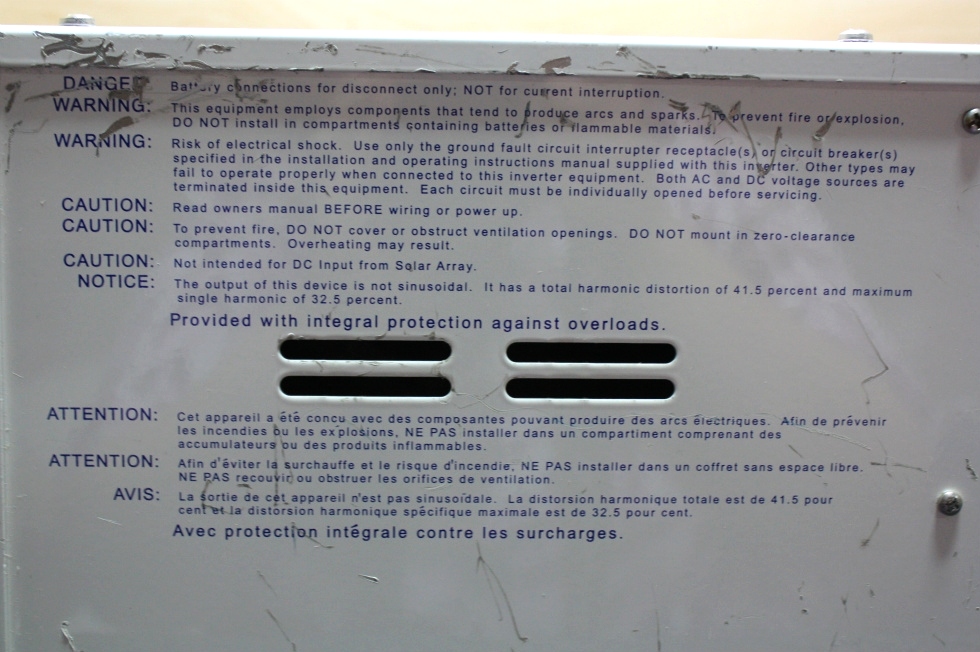 DANGER Battery connections for disconnect only; NOT for current interruption.
WARNING: This equipment employs components that tend to produce arcs and sparks. To prevent fire or explosion,
DO NOT install in compartments containing batteries or flammable materials.
WARNING: Risk of electrical shock. Use only the ground fault circuit interrupter receptacle(s) or circuit breaker(s)
specified in the installation and operating instructions manual supplied with this inverter. Other types may
fail to operate properly when connected to this inverter equipment. Both AC and DC voltage sources are
terminated inside this equipment. Each circuit must be individually opened before servicing.
CAUTION: Read owners manual BEFORE wiring or power up.
CAUTION: To prevent fire, DO NOT cover or obstruct ventilation openings. DO NOT mount in zero-clearance
compartments. Overheating may result.
CAUTION: Not intended for DC Input from Solar Array.
NOTICE: The output of this device is not sinusoidal. It has a total harmonic distortion of 41.5 percent and maximum
single harmonic of 32.5 percent.
Provided with integral protection against overloads.
ATTENTION: Cet appareil a été concu avec des composantes pouvant produire des arcs électriques. Afin de prévenir
les incendies ou les explosions, NE PAS installer dans un compartiment comprenant des
accumulateurs ou des produits inflammables.
ATTENTION: Afin d'éviter la surchauffe et le risque d'incendie, NE PAS installer dans un coffret sans espace libre.
NE PAS recouvir ou obstruer les orifices de ventilation.
AVIS: La sortie de cet appareil n'est pas sinusoïdale. La distorsion harmonique totale est de 41.5 pour
cent et la distorsion harmonique spécifique maximale est de 32.5 pour cent.
Avec protection intégrale contre les surcharges.